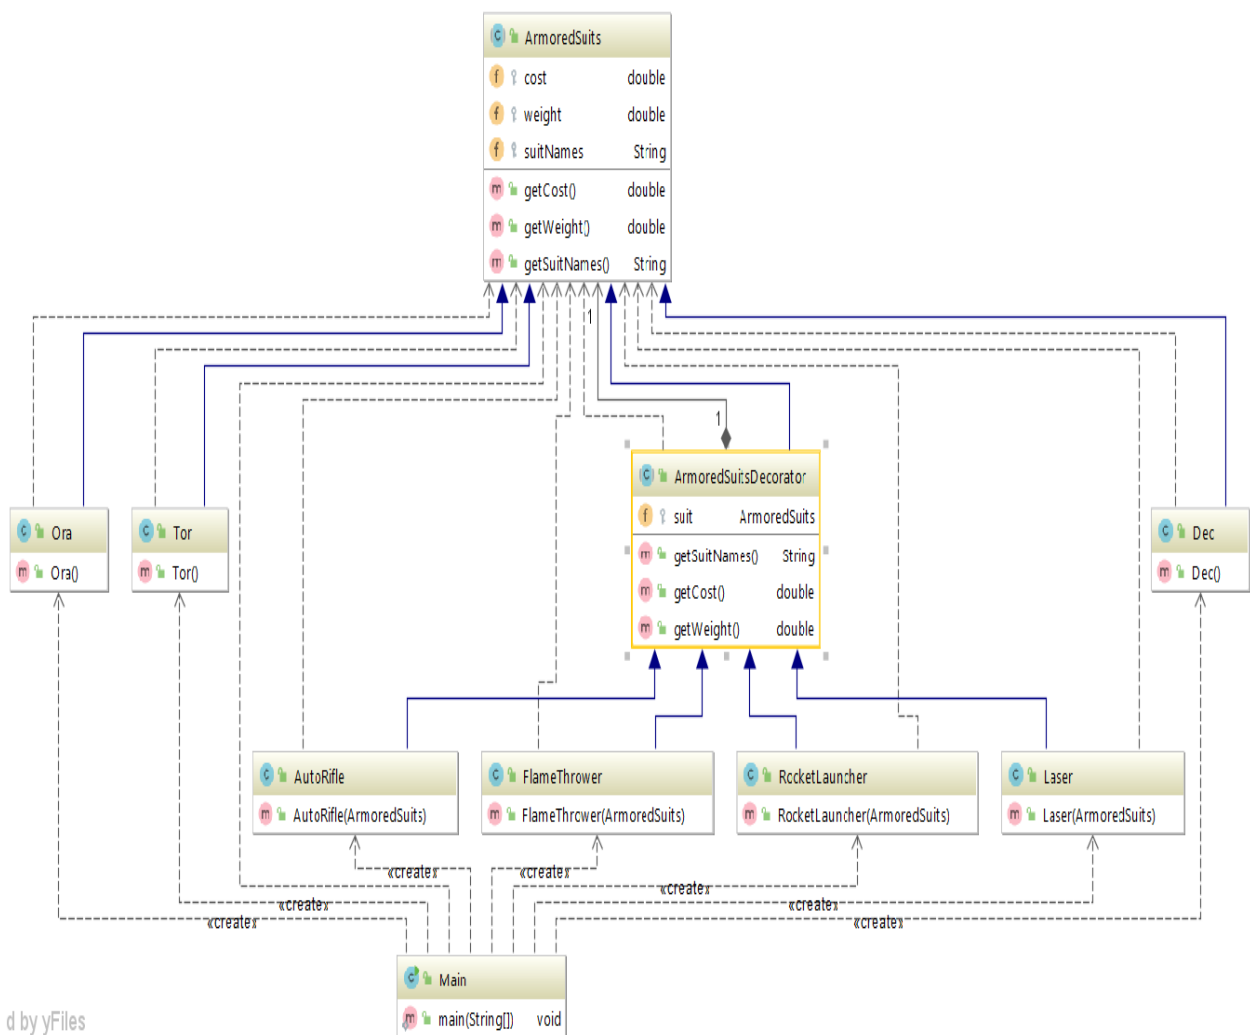 ArmoredSuits
cost double
weight double
suitNames String
getCost() double
getWeight() double
getSuitNames() String
1
1
ArmoredSuitsDecorator
suit ArmoredSuits
getSuitNames() String
getCost() double
getWeight() double
Ora
Ora()
Tor
Tor()
Dec
Dec()
AutoRifle
AutoRifle(ArmoredSuits)
FlameThrower
FlameThrower(ArmoredSuits)
RocketLauncher
RocketLauncher(ArmoredSuits)
Laser
Laser(ArmoredSuits)
«create»
«create»
«create»
«create»
«create»
«create»
Main
main(String[]) void
d by yFiles